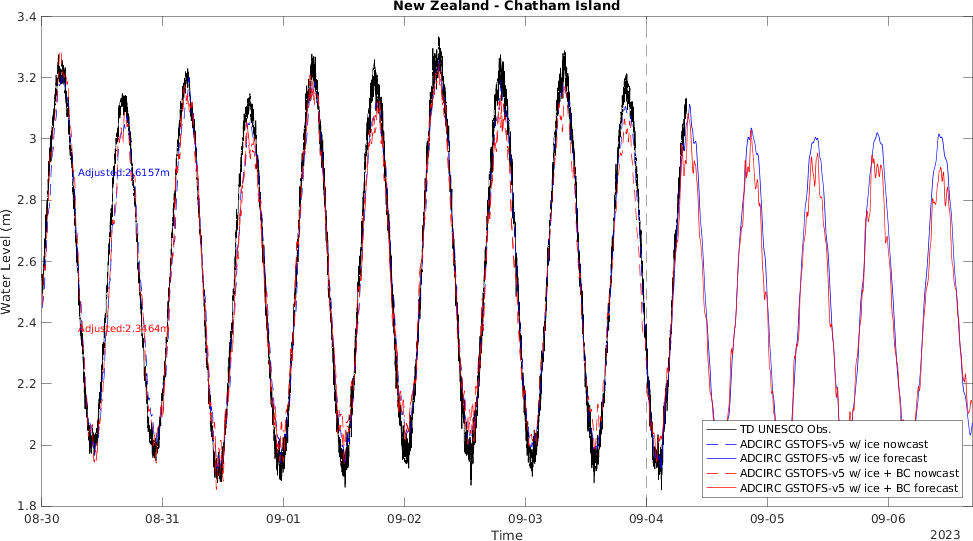 New Zealand - Chatham Island
Water Level (m)
3.4
3.2
3
2.8
2.6
2.4
2.2
2
1.8
Adjusted:2.6157m
Adjusted:2.3464m
TD UNESCO Obs.
ADCIRC GSTOFS-v5 w/ ice nowcast
ADCIRC GSTOFS-v5 w/ ice forecast
ADCIRC GSTOFS-v5 w/ ice + BC nowcast
ADCIRC GSTOFS-v5 w/ ice + BC forecast
08-30 08-31 09-01 09-02 09-03 09-04 09-05 09-06
Time
2023